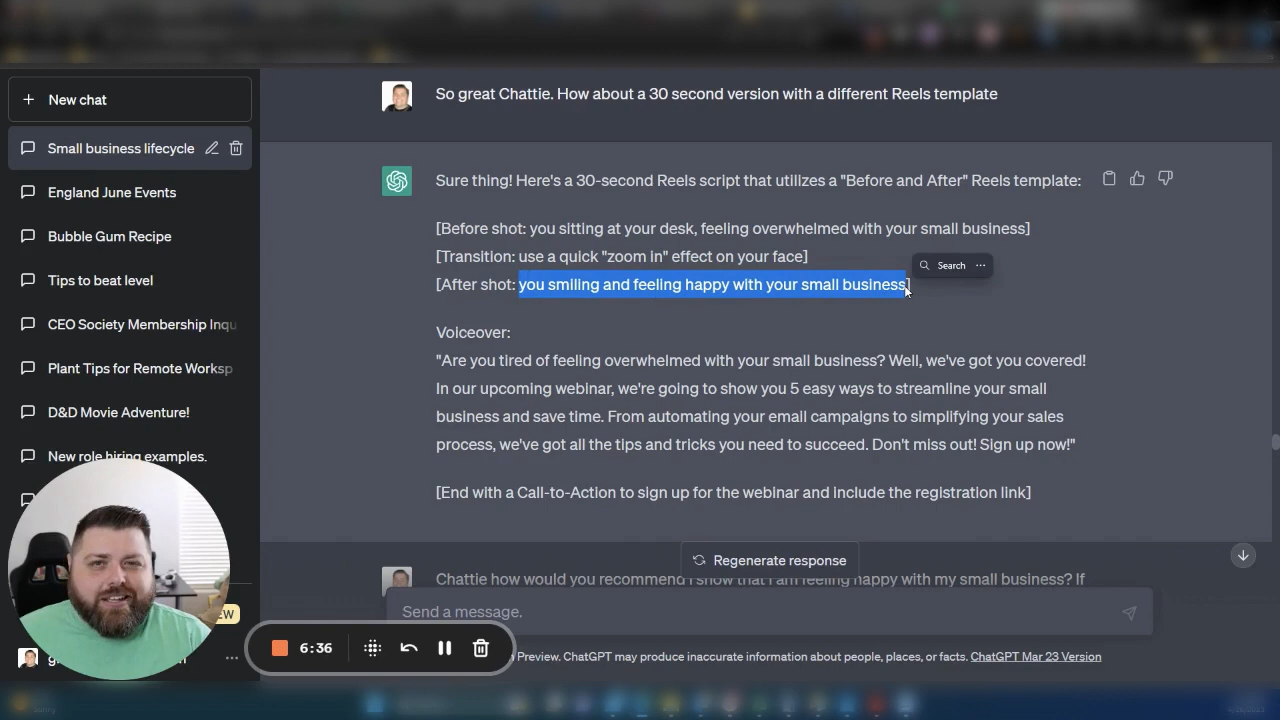 New chat
Small business lifecycle
England June Events
Bubble Gum Recipe
Tips to beat level
CEO Society Membership Inqu
Plant Tips for Remote Worksp
D&D Movie Adventure!
New role hiring examples.
So great Chattie. How about a 30 second version with a different Reels template
Sure thing! Here's a 30-second Reels script that utilizes a "Before and After" Reels template:
[Before shot: you sitting at your desk, feeling overwhelmed with your small business]
[Transition: use a quick "zoom in" effect on your face]
Search
[After shot: you smiling and feeling happy with your small business]
Voiceover:
"Are you tired of feeling overwhelmed with your small business? Well, we've got you covered!
In our upcoming webinar, we're going to show you 5 easy ways to streamline your small
business and save time. From automating your email campaigns to simplifying your sales
process, we've got all the tips and tricks you need to succeed. Don't miss out! Sign up now!"
[End with a Call-to-Action to sign up for the webinar and include the registration link]
Regenerate response
Chattie how would you recommend I show that I am feeling happy with my small business? If
Send a message.
6:36
Preview. ChatGPT may produce inaccurate information about people, places, or facts. ChatGPT Mar 23 Version